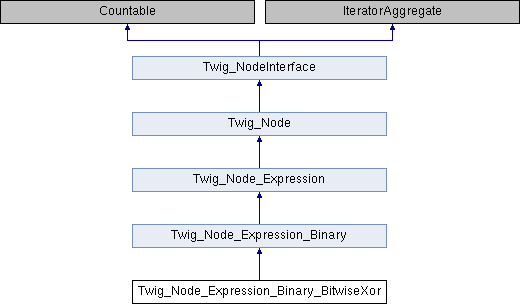 Countable
IteratorAggregate
Twig_NodeInterface
Twig_Node
Twig_Node_Expression
Twig_Node_Expression_Binary
Twig_Node_Expression_Binary_BitwiseXor